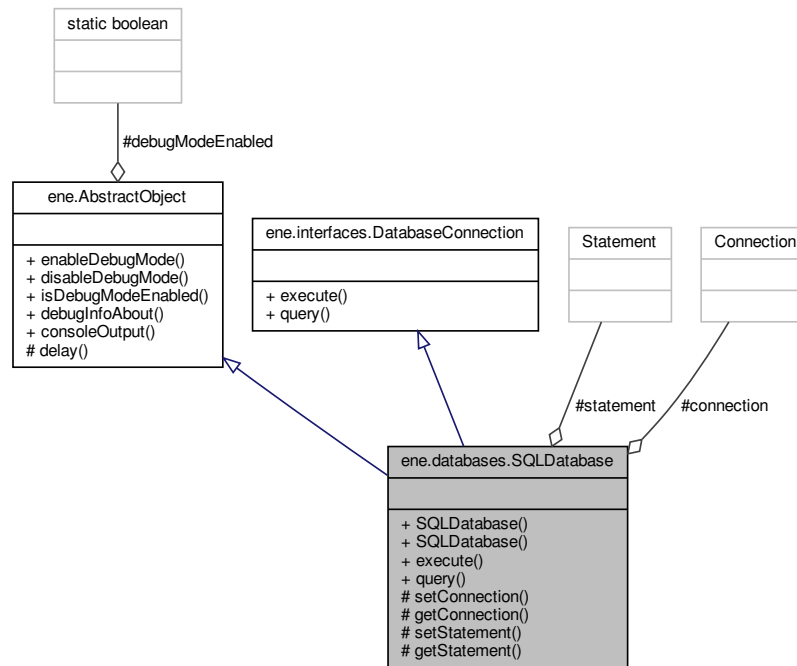 static boolean
#debugModeEnabled
ene.AbstractObject
+ enableDebugMode()
+ disableDebugMode()
+ isDebugModeEnabled()
+ debugInfoAbout()
+ consoleOutput()
# delay()
ene.interfaces.DatabaseConnection
+ execute()
+ query()
Statement
Connection
#statement
#connection
ene.databases.SQLDatabase
+ SQLDatabase()
+ SQLDatabase()
+ execute()
+ query()
# setConnection()
# getConnection()
# setStatement()
# getStatement()